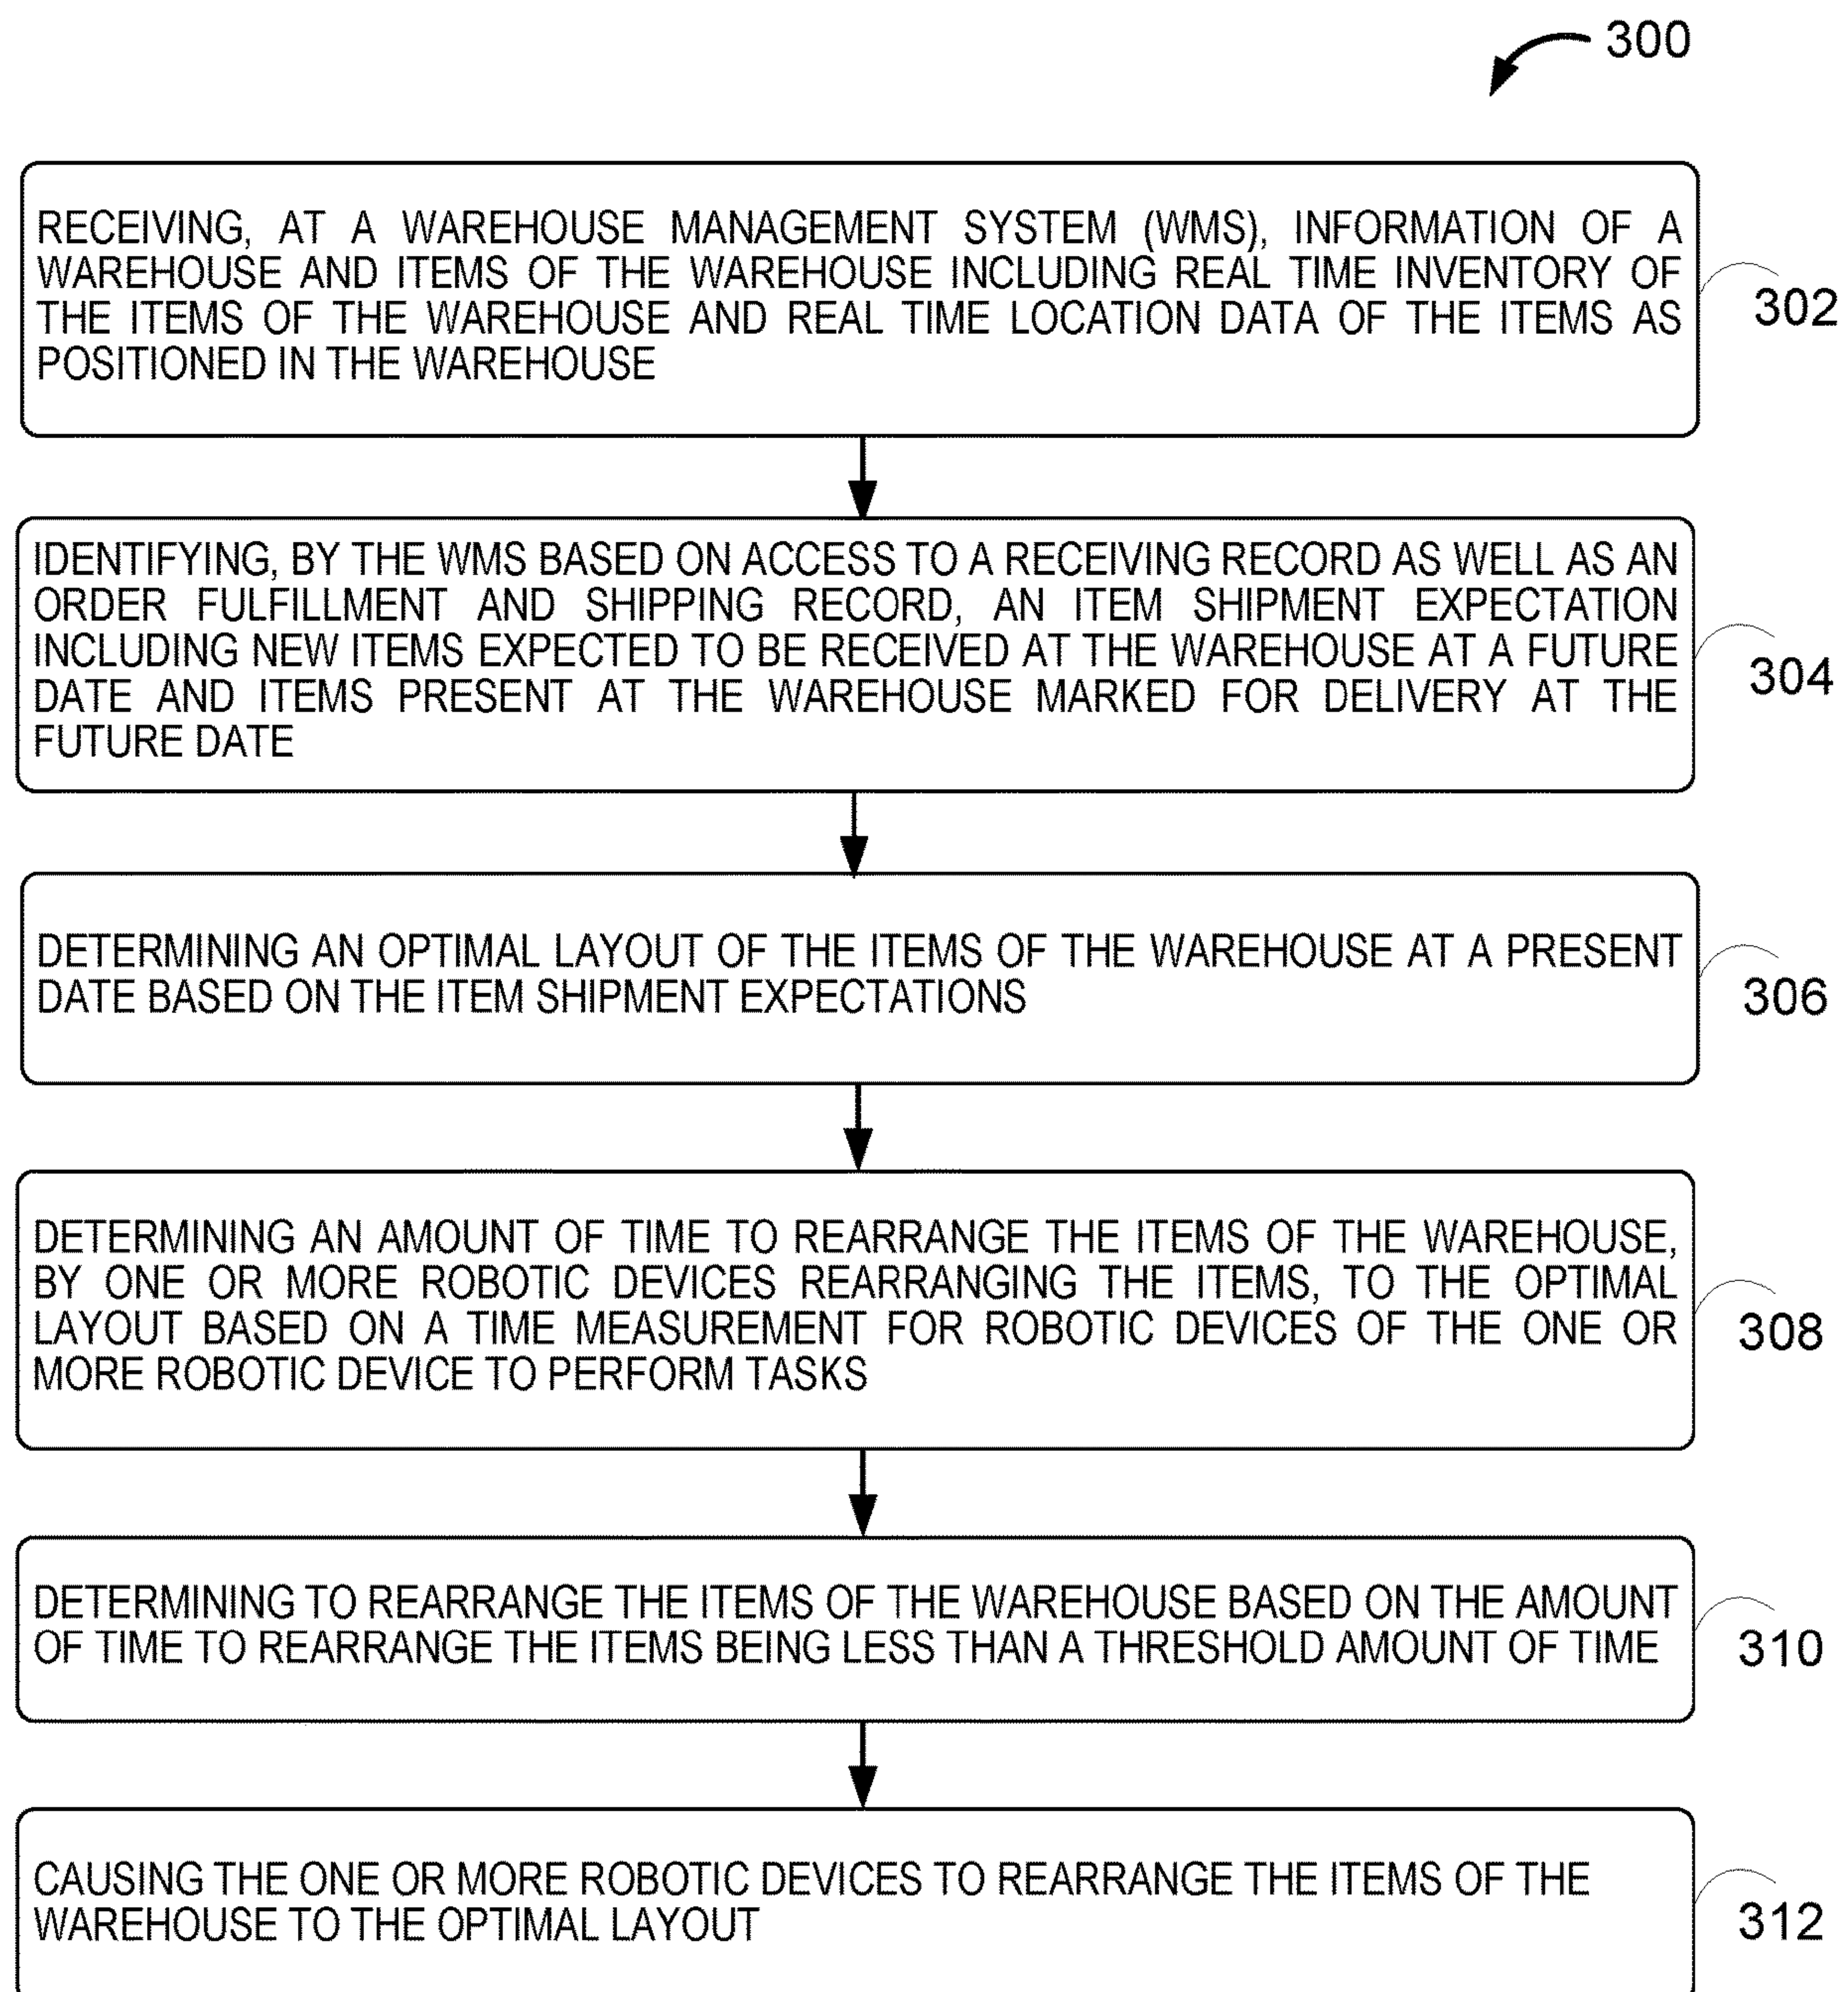 300
RECEIVING, AT A WAREHOUSE MANAGEMENT SYSTEM (WMS), INFORMATION OF A
WAREHOUSE AND ITEMS OF THE WAREHOUSE INCLUDING REAL TIME INVENTORY OF
THE ITEMS OF THE WAREHOUSE AND REAL TIME LOCATION DATA OF THE ITEMS AS
POSITIONED IN THE WAREHOUSE
302
IDENTIFYING, BY THE WMS BASED ON ACCESS TO A RECEIVING RECORD AS WELL AS AN
ORDER FULFILLMENT AND SHIPPING RECORD, AN ITEM SHIPMENT EXPECTATION
INCLUDING NEW ITEMS EXPECTED TO BE RECEIVED AT THE WAREHOUSE AT A FUTURE
DATE AND ITEMS PRESENT AT THE WAREHOUSE MARKED FOR DELIVERY AT THE
FUTURE DATE
304
DETERMINING AN OPTIMAL LAYOUT OF THE ITEMS OF THE WAREHOUSE AT A PRESENT
DATE BASED ON THE ITEM SHIPMENT EXPECTATIONS
306
DETERMINING AN AMOUNT OF TIME TO REARRANGE THE ITEMS OF THE WAREHOUSE,
BY ONE OR MORE ROBOTIC DEVICES REARRANGING THE ITEMS, TO THE OPTIMAL
LAYOUT BASED ON A TIME MEASUREMENT FOR ROBOTIC DEVICES OF THE ONE OR
MORE ROBOTIC DEVICE TO PERFORM TASKS
308
DETERMINING TO REARRANGE THE ITEMS OF THE WAREHOUSE BASED ON THE AMOUNT
OF TIME TO REARRANGE THE ITEMS BEING LESS THAN A THRESHOLD AMOUNT OF TIME
310
CAUSING THE ONE OR MORE ROBOTIC DEVICES TO REARRANGE THE ITEMS OF THE
WAREHOUSE TO THE OPTIMAL LAYOUT
312